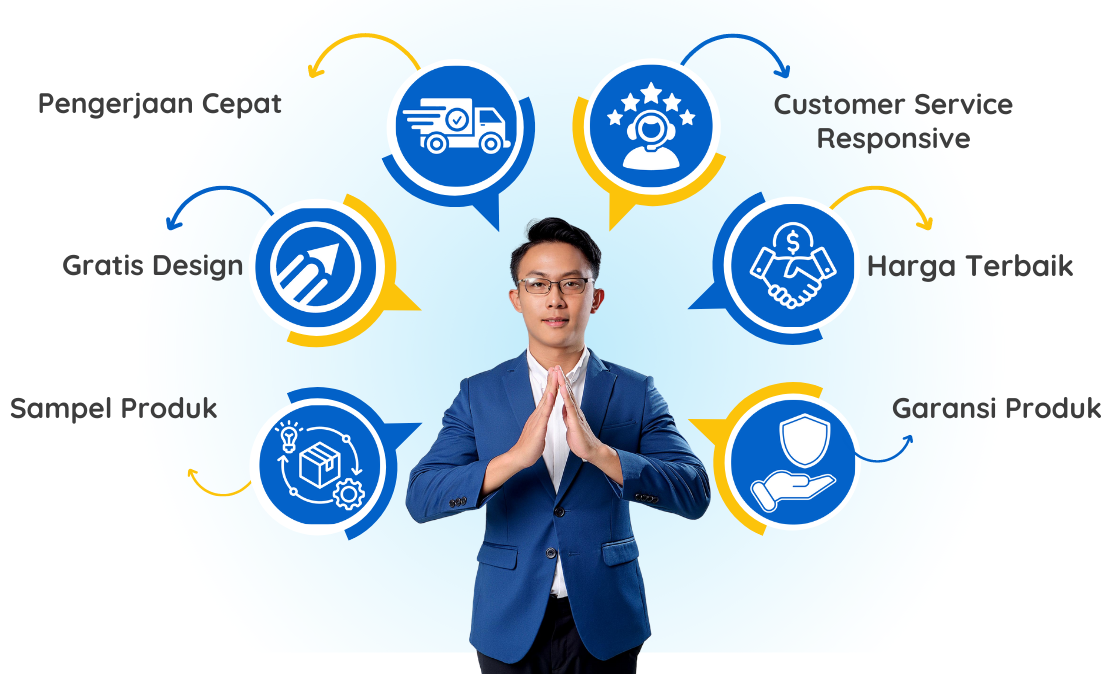 Pengerjaan Cepat
Customer Service
Responsive
Gratis Design
$
Harga Terbaik
Sampel Produk
Garansi Produk